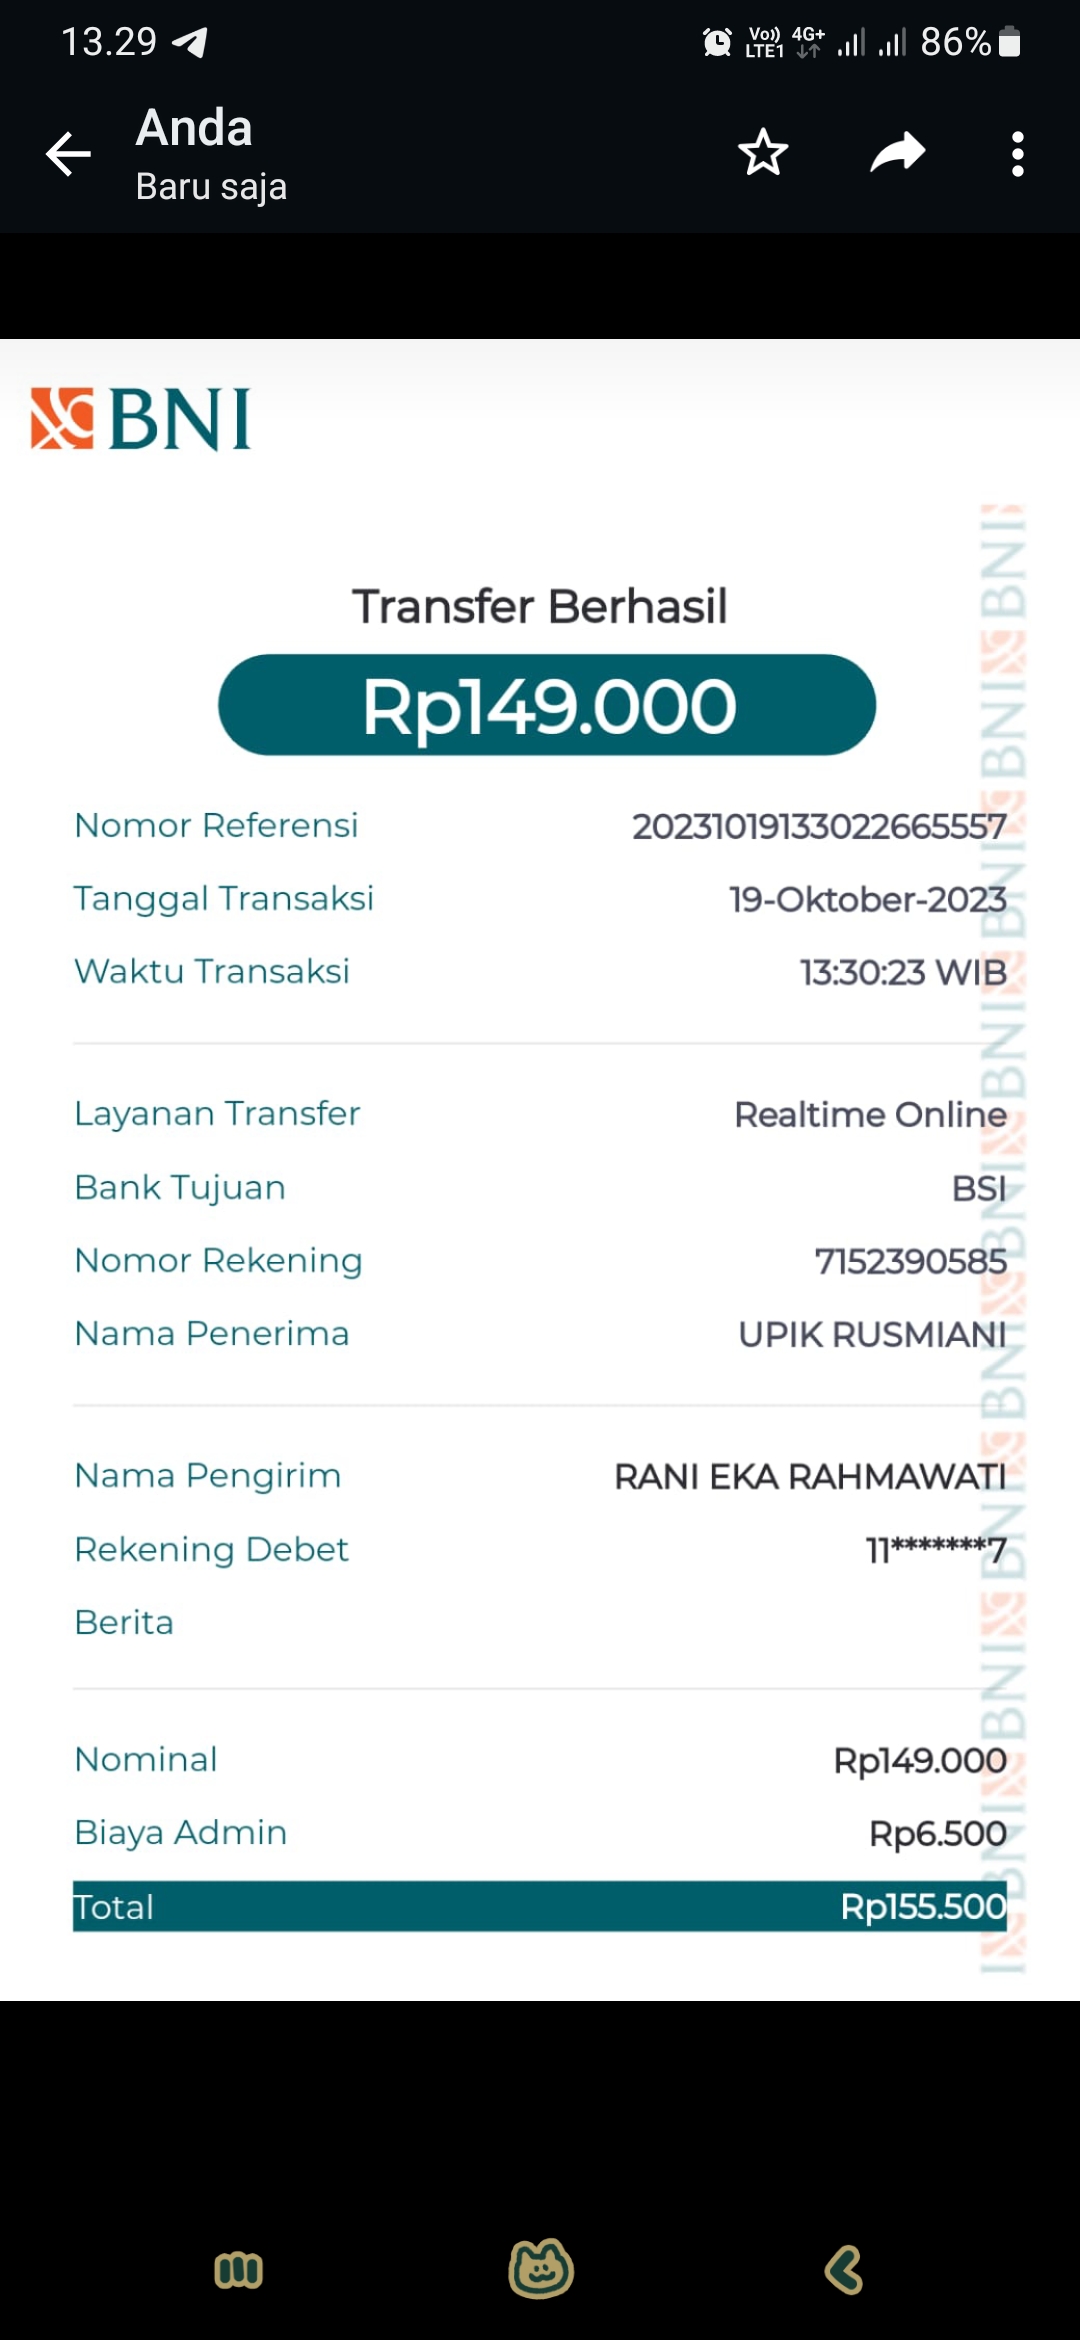 13.29
Vo)) LTE1 4G+ 86%
Anda
Baru saja
BNI
Transfer Berhasil
Rp149.000
Nomor Referensi 20231019133022665557
Tanggal Transaksi 19-Oktober-2023
Waktu Transaksi 13:30:23 WIB
Layanan Transfer Realtime Online
Bank Tujuan BSI
Nomor Rekening 7152390585
Nama Penerima UPIK RUSMIANI
Nama Pengirim RANI EKA RAHMAWATI
Rekening Debet 11*******7
Berita
Nominal Rp149.000
Biaya Admin Rp6.500
Total Rp155.500
BNI BNI BNI BNI BNI BNI BNI BNI BNI